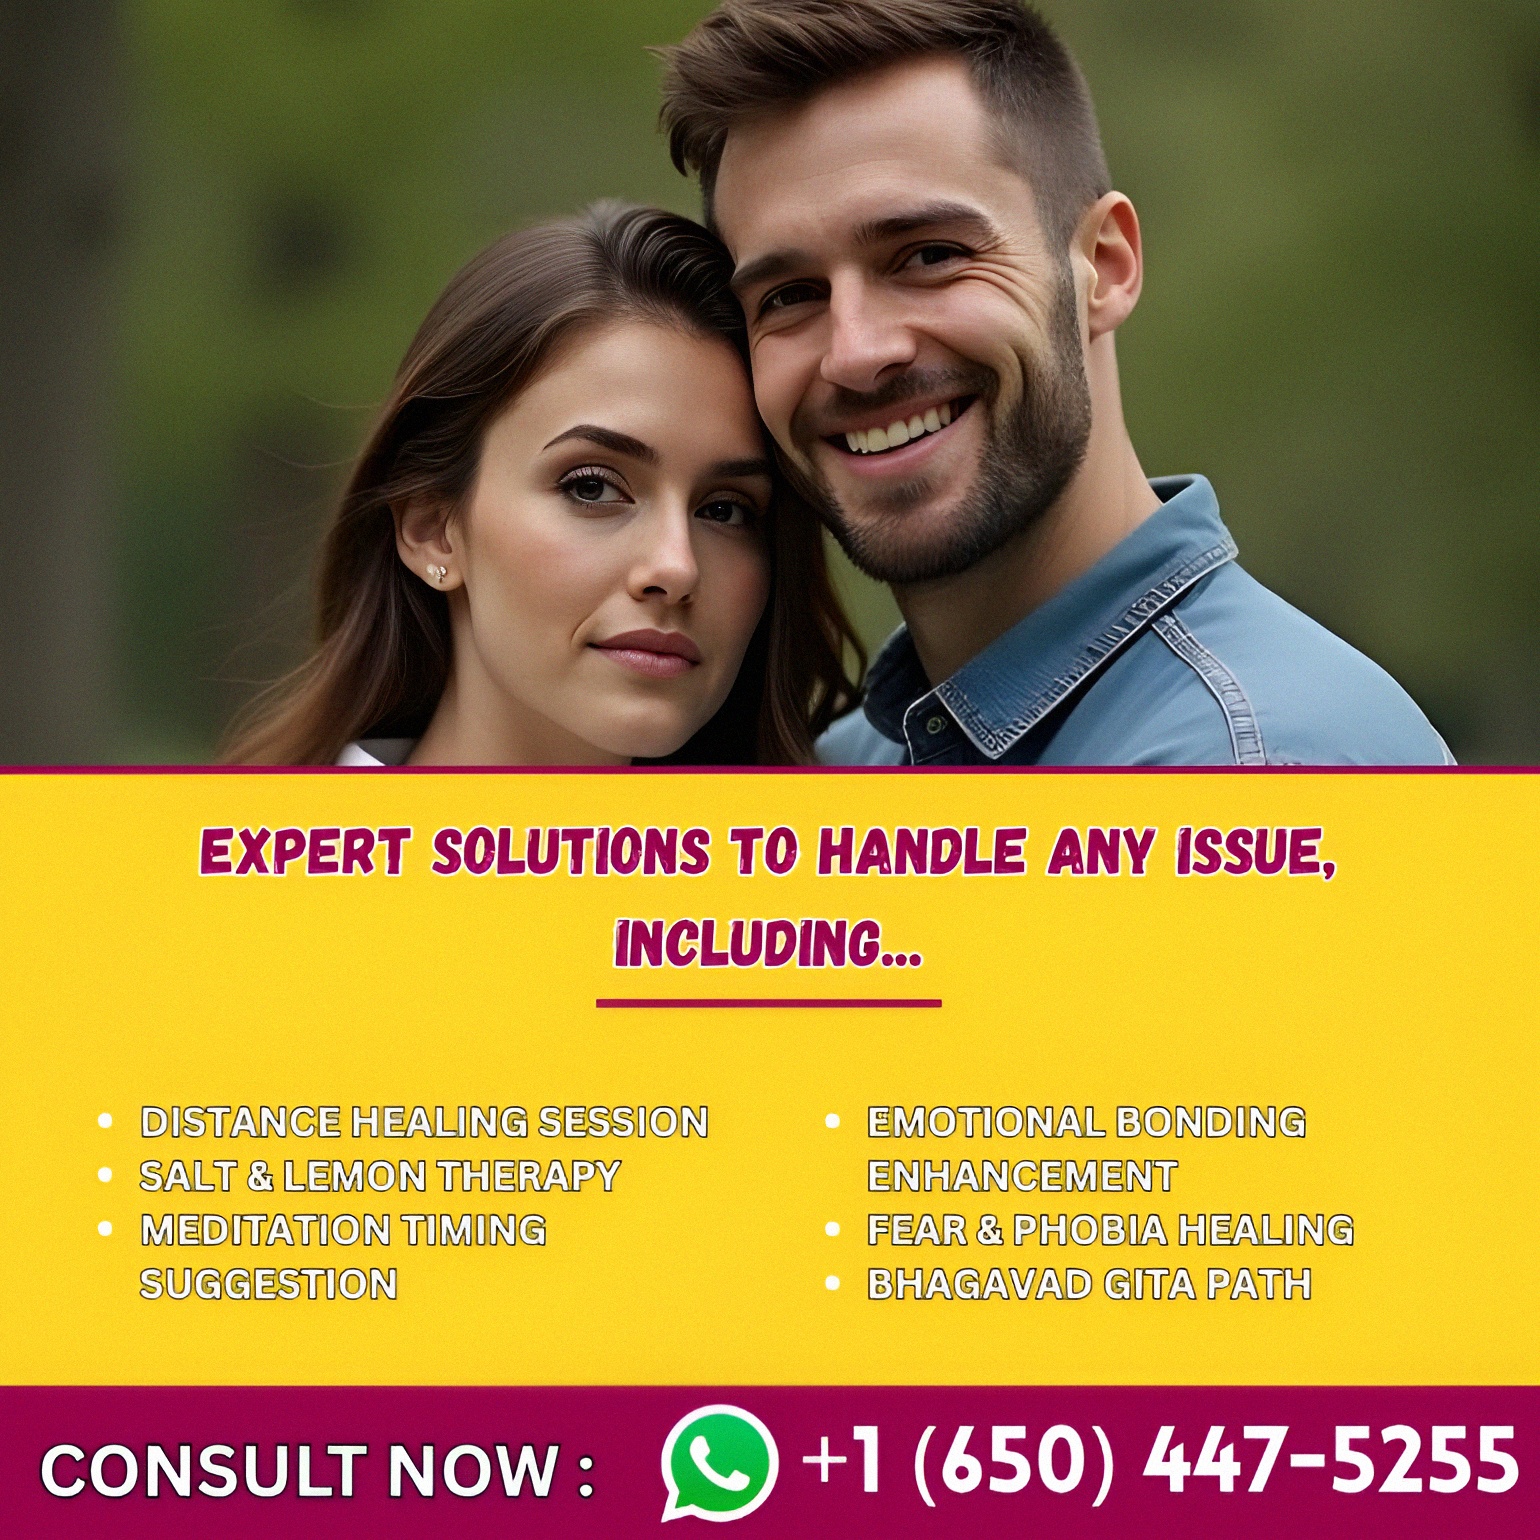 EXPERT SOLUTIONS TO HANDLE ANY ISSUE,
INCLUDING...
• DISTANCE HEALING SESSION
• SALT & LEMON THERAPY
• MEDITATION TIMING
SUGGESTION
• EMOTIONAL BONDING
ENHANCEMENT
• FEAR & PHOBIA HEALING
• BHAGAVAD GITA PATH
CONSULT NOW : +1 (650) 447-5255